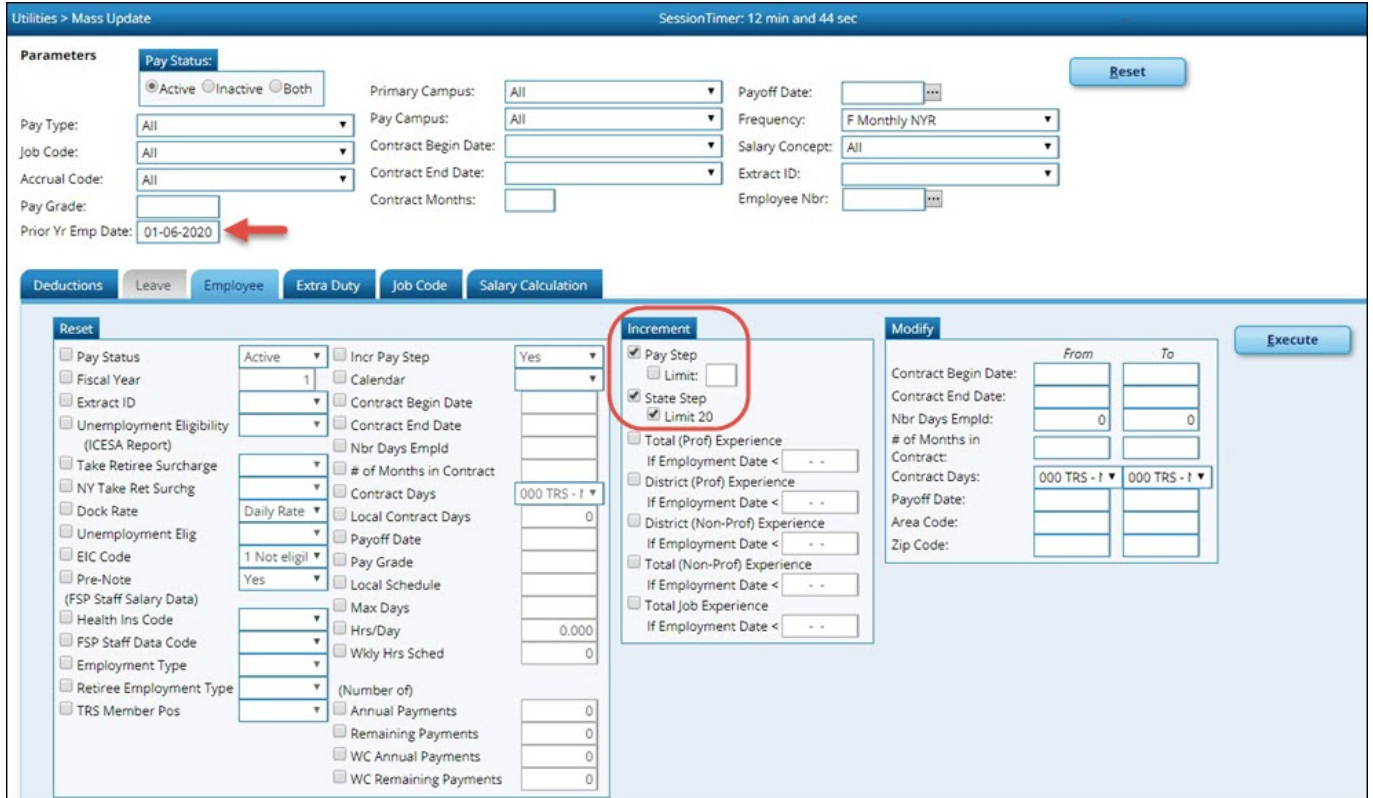 Utilities > Mass Update SessionTimer: 12 min and 44 sec
Parameters
Pay Status:
Active Inactive Both
Reset
Primary Campus: All
Payoff Date: ...
Pay Type: All
Pay Campus: All
Frequency: F Monthly NYR
Job Code: All
Contract Begin Date:
Salary Concept: All
Accrual Code: All
Contract End Date:
Extract ID:
Pay Grade:
Contract Months:
Employee Nbr: ...
Prior Yr Emp Date: 01-06-2020
Deductions Leave Employee Extra Duty Job Code Salary Calculation
Reset
Pay Status Active
Fiscal Year 1
Extract ID
Unemployment Eligibility
(ICESA Report)
Take Retiree Surcharge
NY Take Ret Surchg
Dock Rate Daily Rate
Unemployment Elig
EIC Code 1 Not eligil
Pre-Note Yes
(FSP Staff Salary Data)
Health Ins Code
FSP Staff Data Code
Employment Type
Retiree Employment Type
TRS Member Pos
Incr Pay Step Yes
Calendar
Contract Begin Date
Contract End Date
Nbr Days Empld
# of Months in Contract
Contract Days 000 TRS - I
Local Contract Days 0
Payoff Date
Pay Grade
Local Schedule
Max Days
Hrs/Day 0.000
Wkly Hrs Sched 0
(Number of)
Annual Payments 0
Remaining Payments 0
WC Annual Payments 0
WC Remaining Payments 0
Increment
Pay Step
Limit:
State Step
Limit 20
Total (Prof) Experience
If Employment Date < - -
District (Prof) Experience
If Employment Date < - -
District (Non-Prof) Experience
If Employment Date < - -
Total (Non-Prof) Experience
If Employment Date < - -
Total Job Experience
If Employment Date < - -
Modify
From To
Contract Begin Date:
Contract End Date:
Nbr Days Empld: 0 0
# of Months in
Contract:
Contract Days: 000 TRS - I 000 TRS - I
Payoff Date:
Area Code:
Zip Code:
Execute